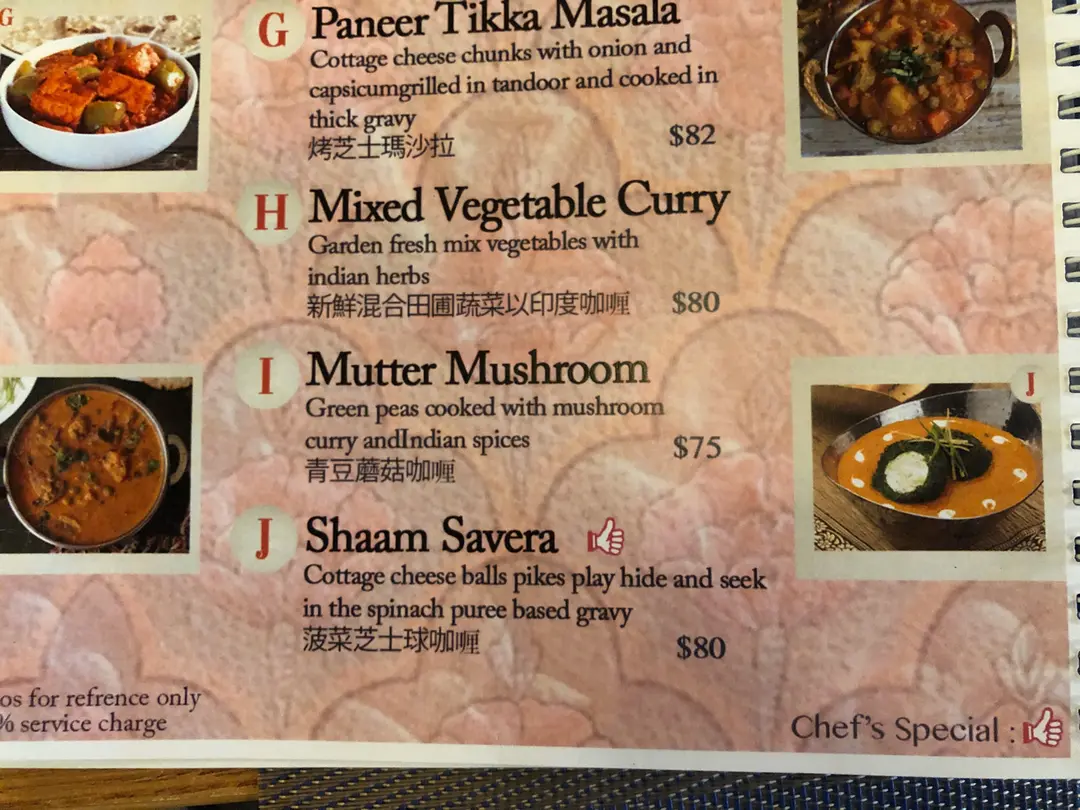 G
G Paneer Tikka Masala
Cottage cheese chunks with onion and
capsicumgrilled in tandoor and cooked in
thick gravy
烤芝士瑪沙拉 $82
H Mixed Vegetable Curry
Garden fresh mix vegetables with
indian herbs
新鮮混合田圃蔬菜以印度咖喱 $80
I Mutter Mushroom
Green peas cooked with mushroom
curry andIndian spices $75
青豆蘑菇咖喱
J
J Shaam Savera
Cottage cheese balls pikes play hide and seek
in the spinach puree based gravy
菠菜芝士球咖喱 $80
os for refrence only
% service charge
Chef's Special :